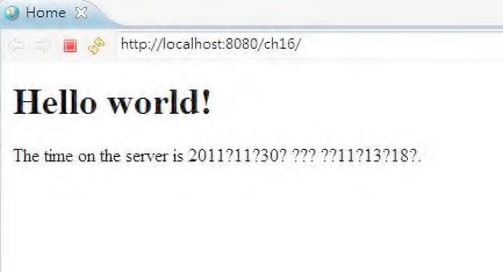 Home
http://localhost:8080/ch16/
Hello world!
The time on the server is 2011?11?30? ??? ??11?13?18?.